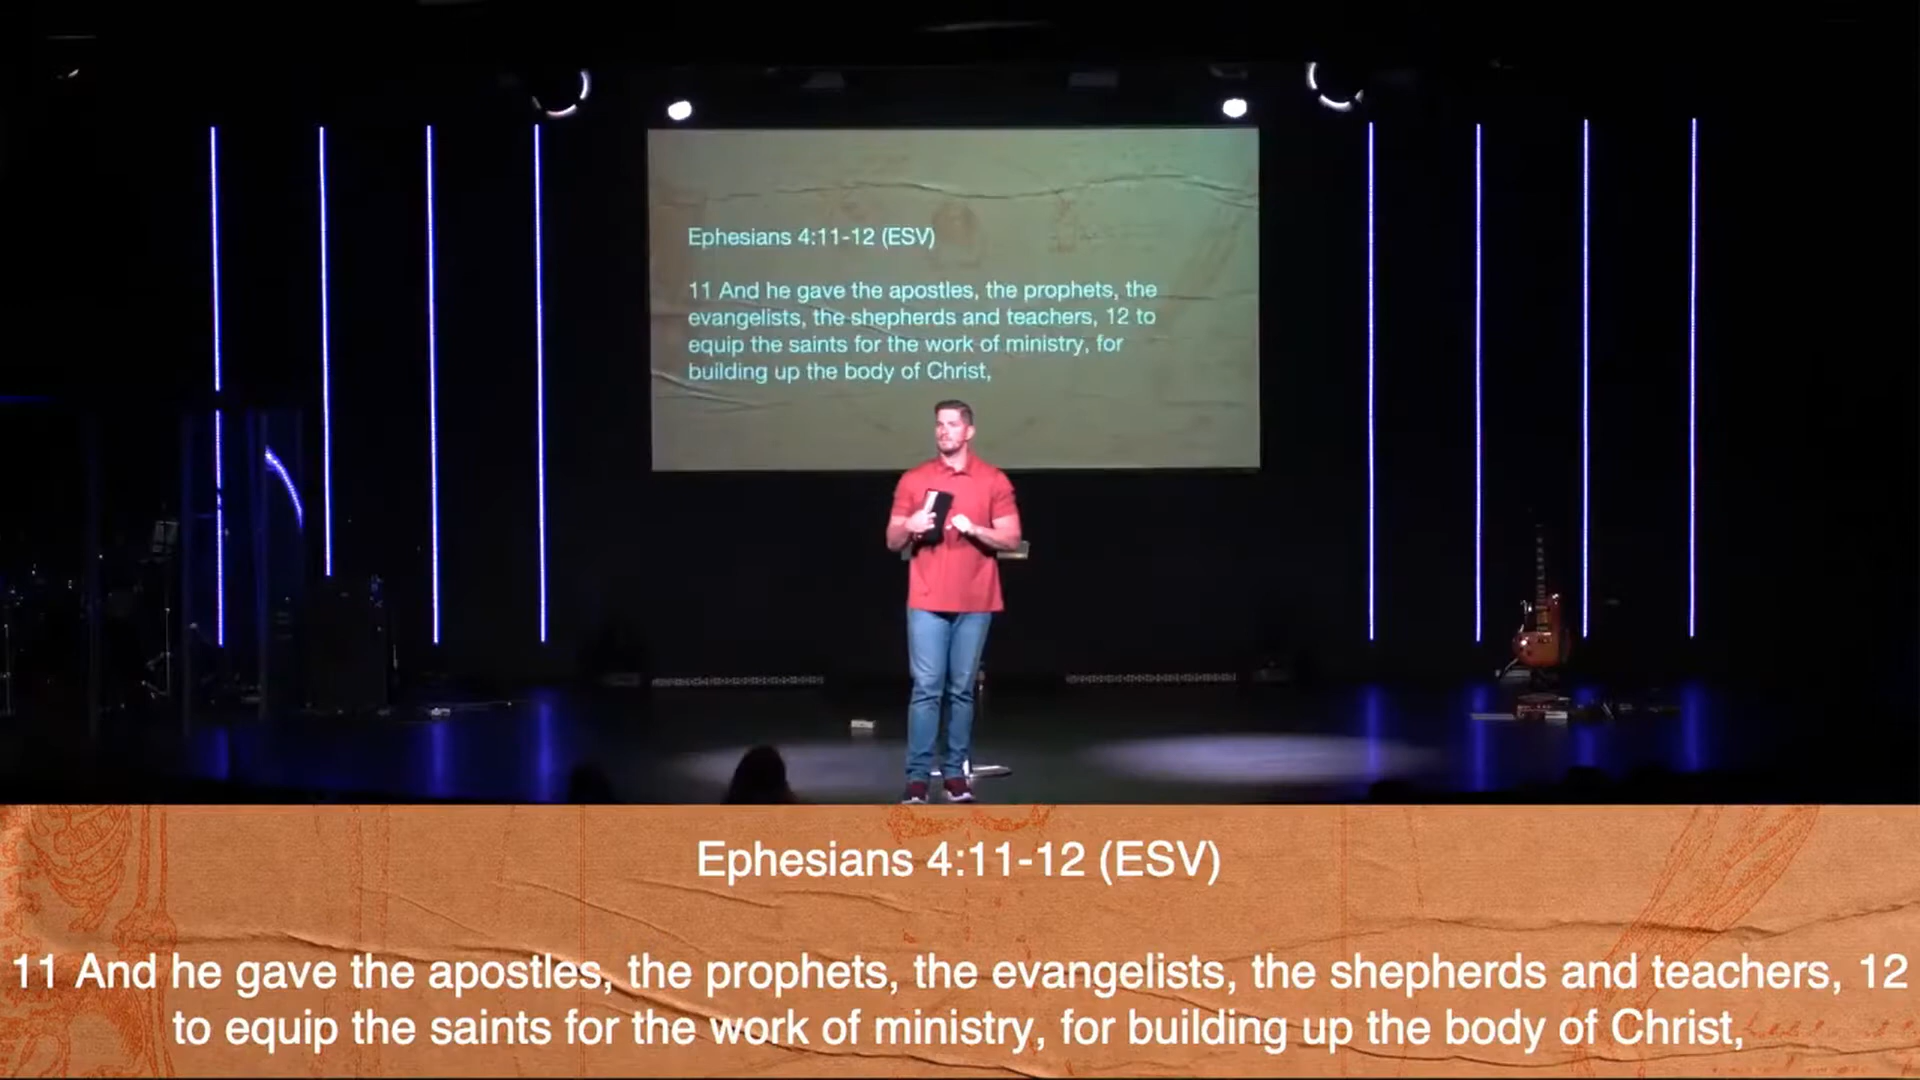 Ephesians 4:11-12 (ESV)
11 And he gave the apostles, the prophets, the
evangelists, the shepherds and teachers, 12 to
equip the saints for the work of ministry, for
building up the body of Christ,
Ephesians 4:11-12 (ESV)
11 And he gave the apostles, the prophets, the evangelists, the shepherds and teachers, 12
to equip the saints for the work of ministry, for building up the body of Christ,